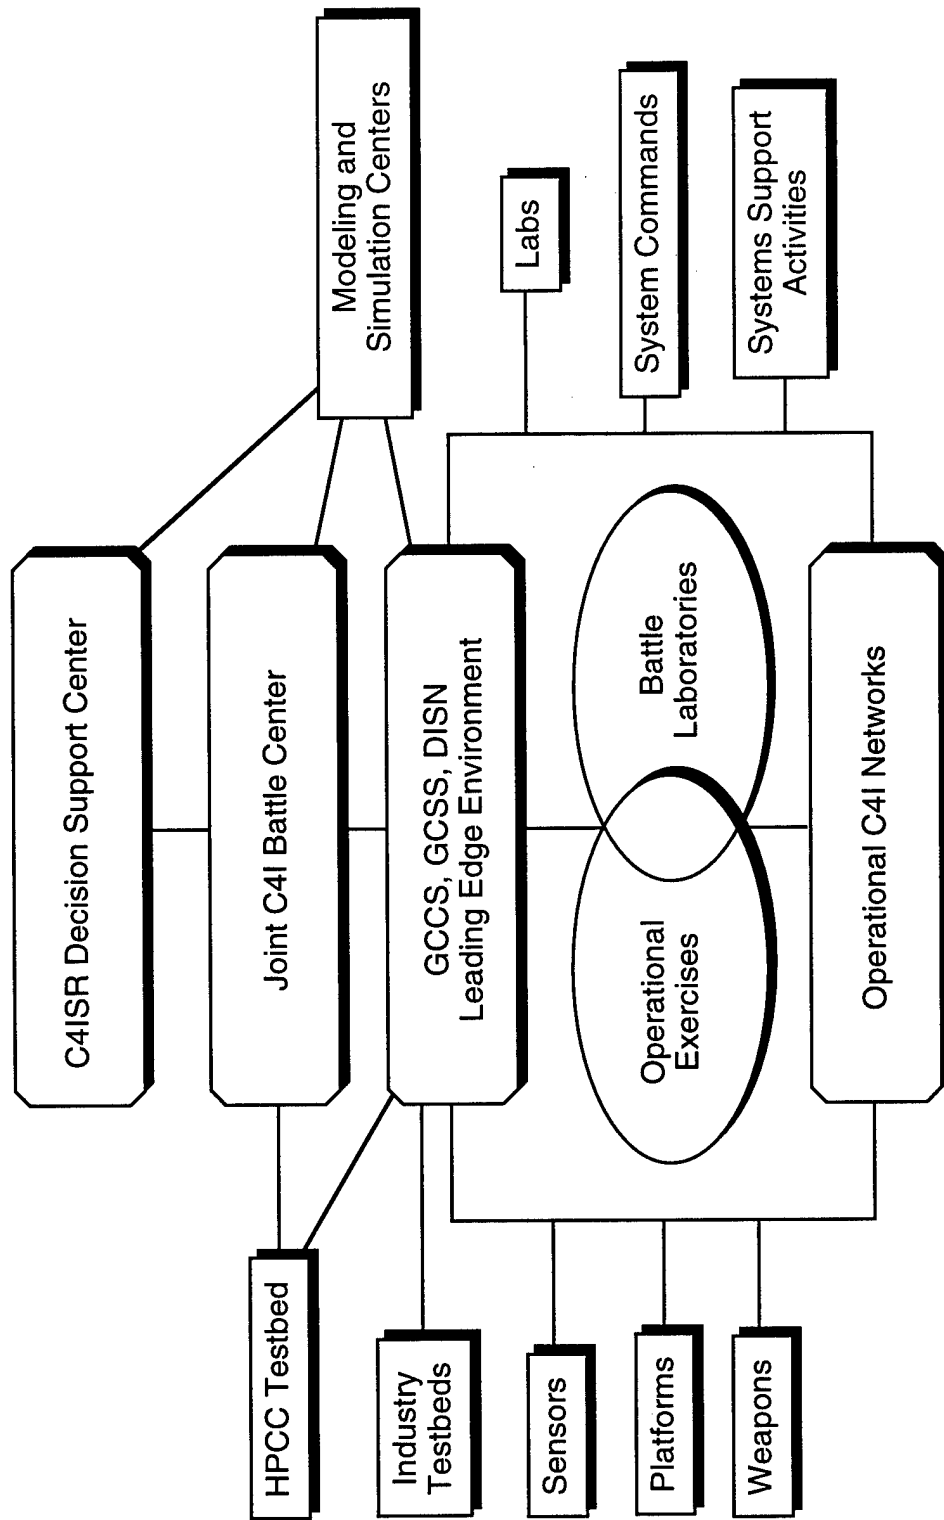 C4ISR Decision Support Center
Joint C4I Battle Center
Modeling and
Simulation Centers
HPCC Testbed
GCCS, GCSS, DISN
Leading Edge Environment
Industry
Testbeds
Labs
Sensors
Operational
Exercises
Battle
Laboratories
System Commands
Platforms
Systems Support
Activities
Weapons
Operational C4I Networks